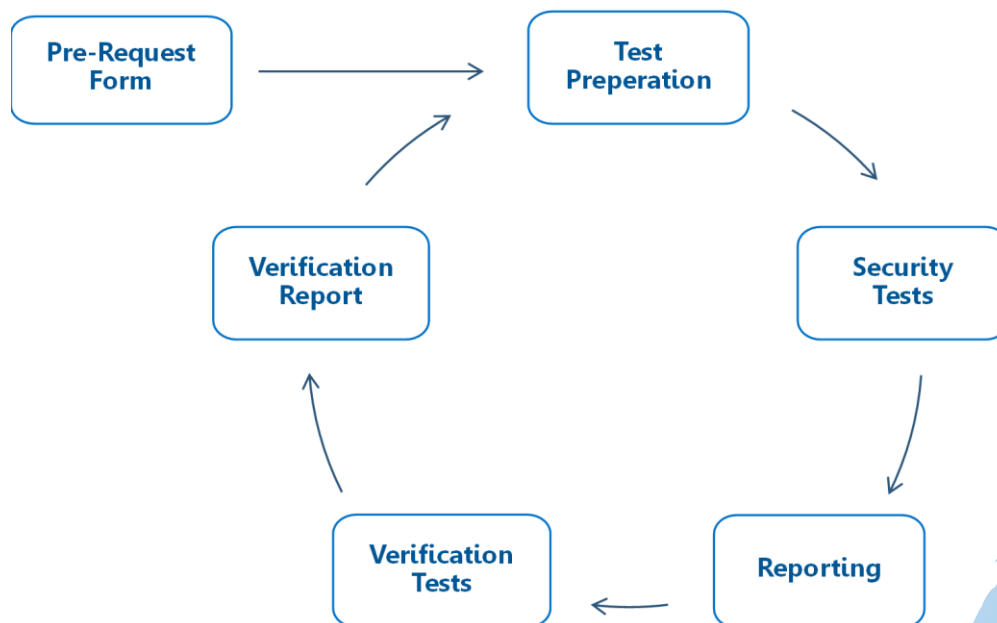 Pre-Request
Form
Test
Preperation
Verification
Report
Security
Tests
Verification
Tests
Reporting